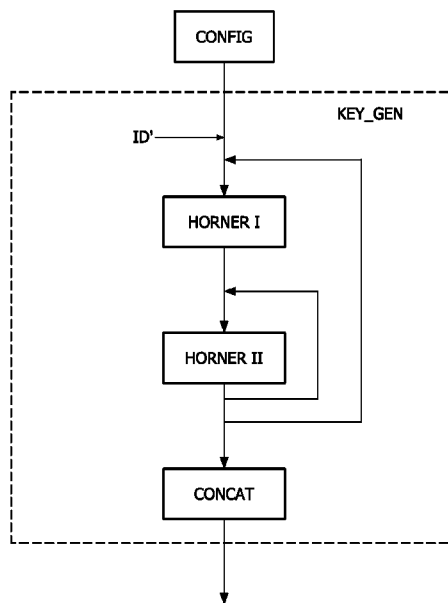 CONFIG
KEY_GEN
ID'
HORNER I
HORNER II
CONCAT